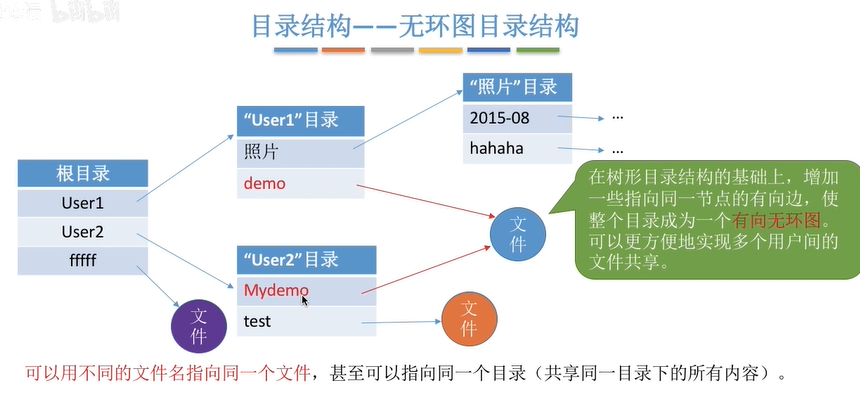 bilibili
目录结构——无环图目录结构
“照片”目录
2015-08
...
hahaha
...
“User1”目录
照片
demo
根目录
User1
User2
fffff
文
件
在树形目录结构的基础上，增加
一些指向同一节点的有向边，使
整个目录成为一个有向无环图。
可以更方便地实现多个用户间的
文件共享。
“User2”目录
Mydemo
test
文
件
文
件
可以用不同的文件名指向同一个文件，甚至可以指向同一个目录（共享同一目录下的所有内容）。